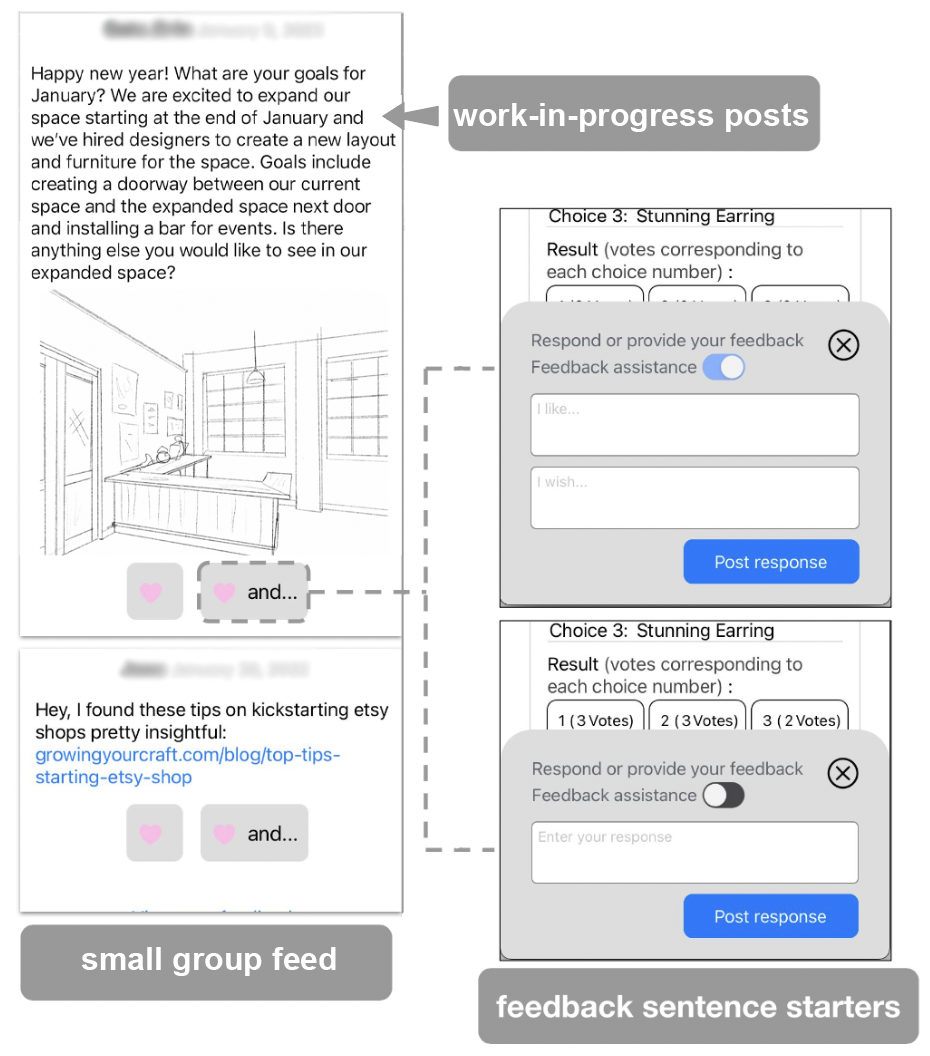 Happy new year! What are your goals for
January? We are excited to expand our
space starting at the end of January and
we've hired designers to create a new layout
and furniture for the space. Goals include
creating a doorway between our current
space and the expanded space next door
and installing a bar for events. Is there
anything else you would like to see in our
expanded space?
and...
Hey, I found these tips on kickstarting etsy
shops pretty insightful:
growingyourcraft.com/blog/top-tips-
starting-etsy-shop
and...
small group feed
work-in-progress posts
Choice 3: Stunning Earring
Result (votes corresponding to
each choice number) :
Respond or provide your feedback
Feedback assistance
I like...
I wish...
Post response
Choice 3: Stunning Earring
Result (votes corresponding to
each choice number) :
1 (3 Votes) 2 (3 Votes) 3 (2 Votes)
Respond or provide your feedback
Feedback assistance
Enter your response
Post response
feedback sentence starters